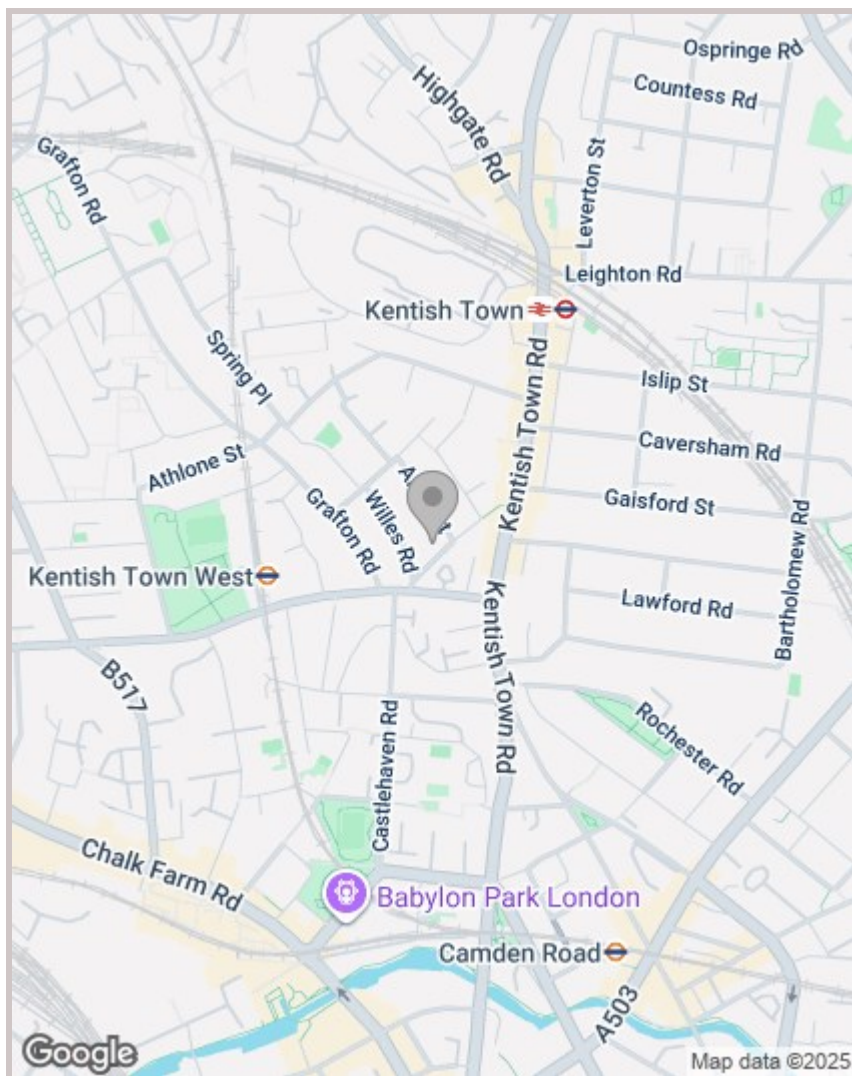 Ospringe Rd
Countess Rd
Highgate Rd
Grafton Rd
Leverton St
Leighton Rd
Kentish Town
Spring Pl
Islip St
Kentish Town Rd
Caversham Rd
Athlone St
Gaisford St
Willes Rd
Grafton Rd
Bartholomew Rd
Kentish Town West
Lawford Rd
Kentish Town Rd
B517
Rochester Rd
Castlehaven Rd
Chalk Farm Rd
Babylon Park London
Camden Road
A503
Google
Map data ©2025